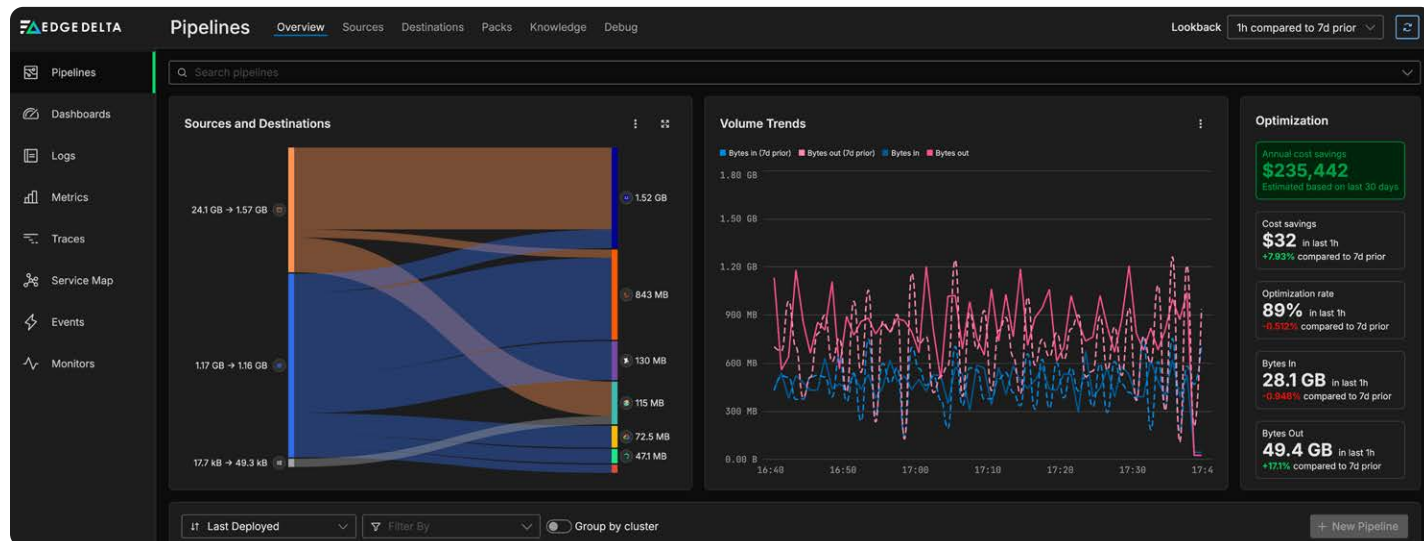 EDGE DELTA
Pipelines
Overview
Sources
Destinations
Packs
Knowledge
Debug
Lookback
1h compared to 7d prior
Pipelines
Dashboards
Logs
Metrics
Traces
Service Map
Events
Monitors
Search pipelines
Sources and Destinations
24.1 GB → 1.57 GB
1.17 GB → 1.16 GB
17.7 kB → 49.3 kB
1.52 GB
843 MB
130 MB
115 MB
72.5 MB
47.1 MB
Volume Trends
Bytes in (7d prior) Bytes out (7d prior) Bytes in Bytes out
1.80 GB
1.50 GB
1.20 GB
900 MB
600 MB
300 MB
0.00 B
16:40 16:50 17:00 17:10 17:20 17:30 17:4
Optimization
Annual cost savings
$235,442
Estimated based on last 30 days
Cost savings
$32 in last 1h
+7.93% compared to 7d prior
Optimization rate
89% in last 1h
-0.512% compared to 7d prior
Bytes In
28.1 GB in last 1h
-0.948% compared to 7d prior
Bytes Out
49.4 GB in last 1h
+17.1% compared to 7d prior
Last Deployed
Filter By
Group by cluster
+ New Pipeline